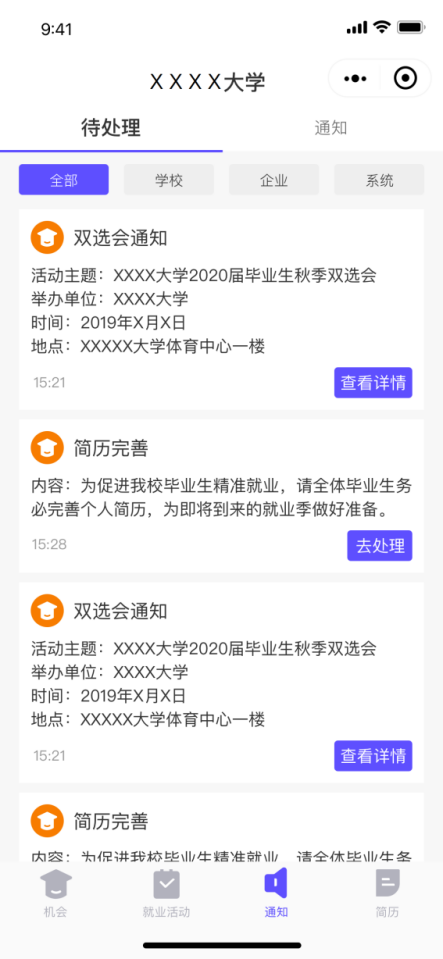 9:41
ＸＸＸＸ大学
待处理
通知
全部
学校
企业
系统
双选会通知
活动主题：XXXX大学2020届毕业生秋季双选会
举办单位：XXXX大学
时间：2019年X月X日
地点：XXXXX大学体育中心一楼
15:21
查看详情
简历完善
内容：为促进我校毕业生精准就业，请全体毕业生务
必完善个人简历，为即将到来的就业季做好准备。
15:28
去处理
双选会通知
活动主题：XXXX大学2020届毕业生秋季双选会
举办单位：XXXX大学
时间：2019年X月X日
地点：XXXXX大学体育中心一楼
15:21
查看详情
简历完善
内容：为促进我校毕业生精准就业，请全体毕业生务
机会
就业活动
通知
简历